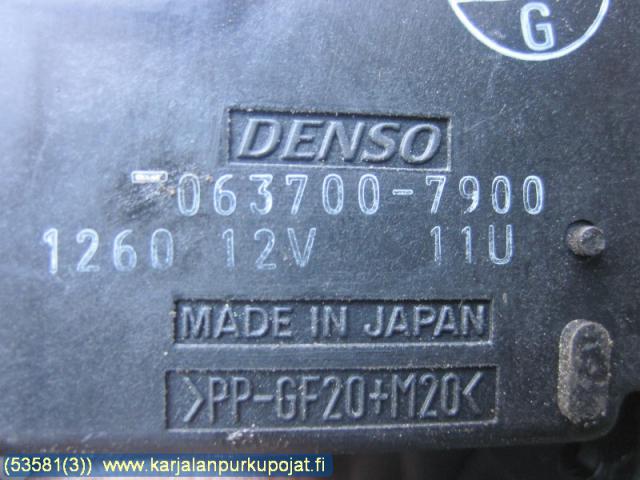 G
DENSO
-063700-7900
1260 12V 11U
MADE IN JAPAN
>PP-GF20+M20<
(53581(3)) www.karjalanpurkupojat.fi